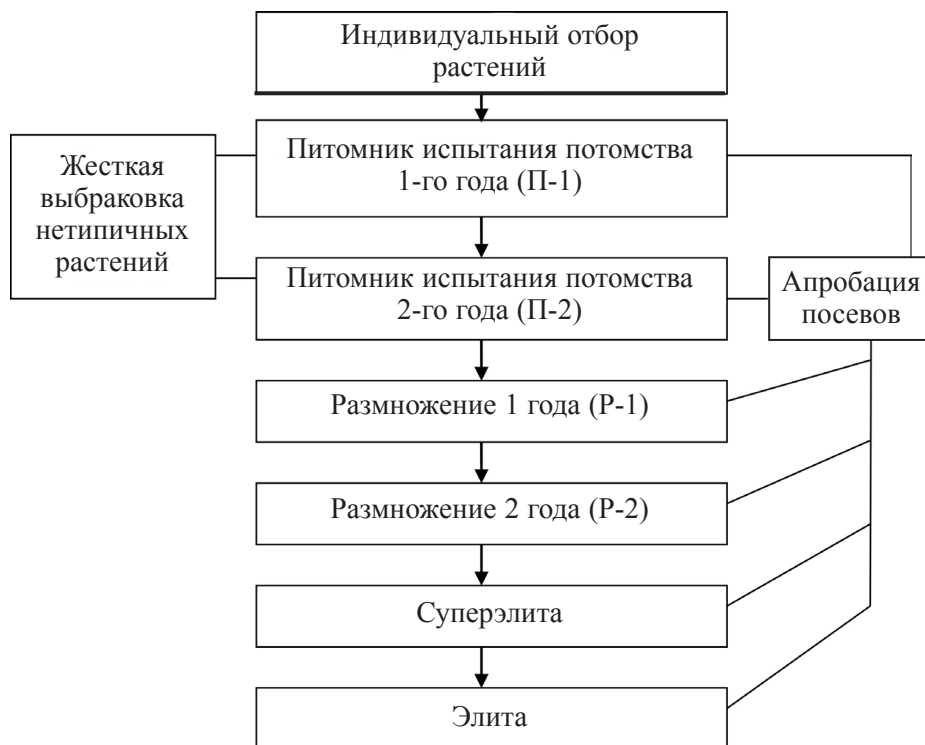 Индивидуальный отбор
растений
Питомник испытания потомства
1-го года (П-1)
Жесткая
выбраковка
нетипичных
растений
Питомник испытания потомства
2-го года (П-2)
Апробация
посевов
Размножение 1 года (Р-1)
Размножение 2 года (Р-2)
Суперэлита
Элита